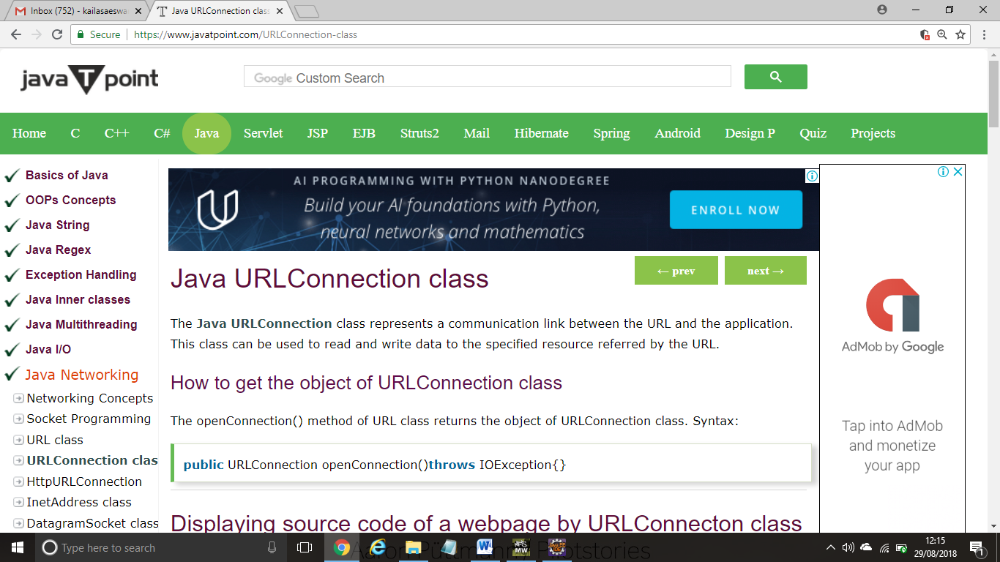 Inbox (752) - kailasaeswa
Java URLConnection class
Secure
https://www.javatpoint.com/URLConnection-class
java T point
Google Custom Search
Home C C++ C# Java Servlet JSP EJB Struts2 Mail Hibernate Spring Android Design P Quiz Projects
Basics of Java
OOPs Concepts
Java String
Java Regex
Exception Handling
Java Inner classes
Java Multithreading
Java I/O
Java Networking
Networking Concepts
Socket Programming
URL class
URLConnection clas
HttpURLConnection
InetAddress class
DatagramSocket class
AI PROGRAMMING WITH PYTHON NANODEGREE
Build your AI foundations with Python,
neural networks and mathematics
ENROLL NOW
← prev
next →
Java URLConnection class
The Java URLConnection class represents a communication link between the URL and the application.
This class can be used to read and write data to the specified resource referred by the URL.
How to get the object of URLConnection class
The openConnection() method of URL class returns the object of URLConnection class. Syntax:
public URLConnection openConnection()throws IOException{}
Displaying source code of a webpage by URLConnecton class
AdMob by Google
Tap into AdMob
and monetize
your app
Type here to search
12:15
29/08/2018
1